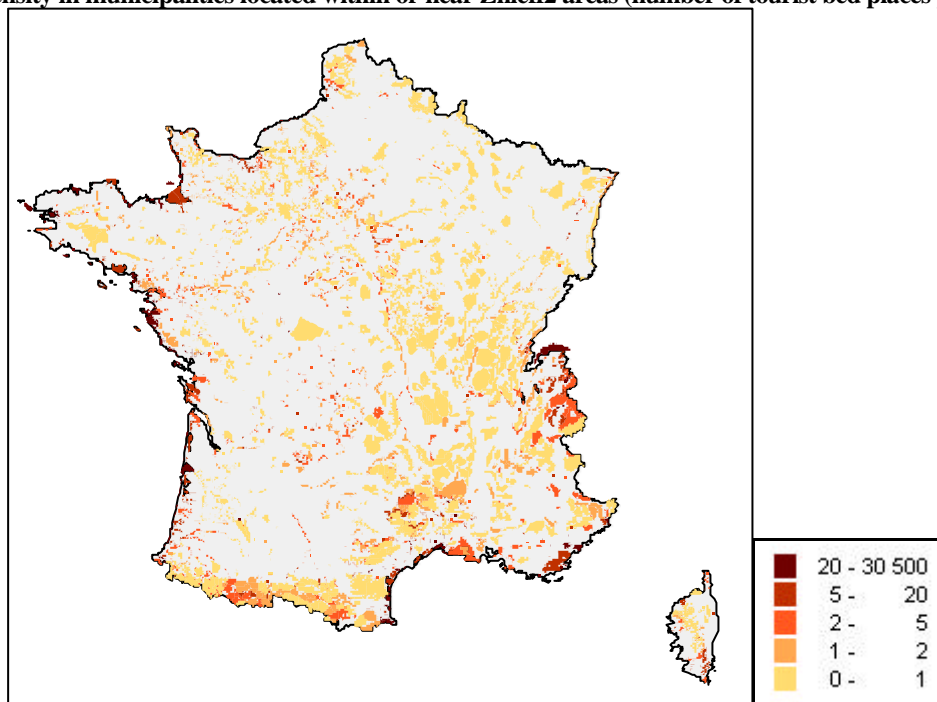 density in municipalities located within or near Znieff2 areas (number of tourist bed places
20 - 30 500
5 - 20
2 - 5
1 - 2
0 - 1